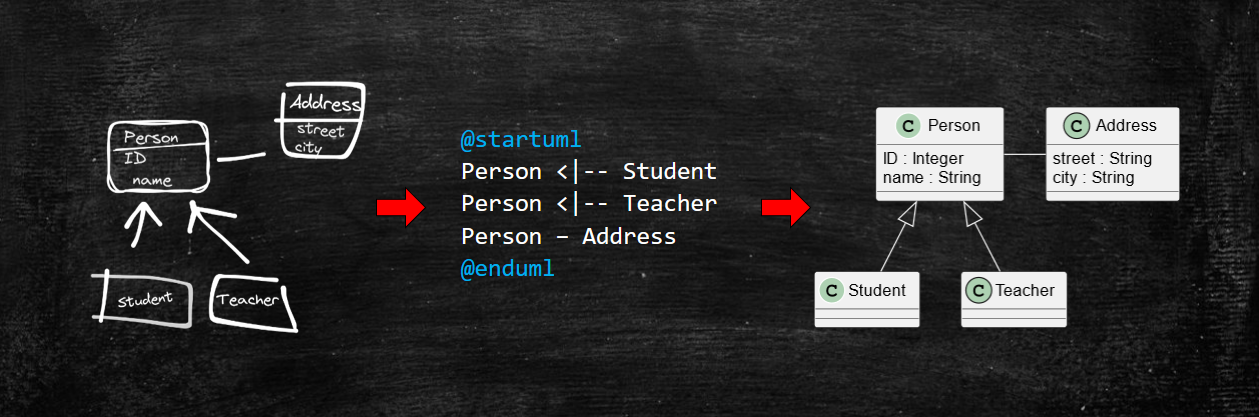 Person
ID
name
Address
street
city
Student
Teacher
@startuml
Person <|-- Student
Person <|-- Teacher
Person – Address
@enduml
C Person
ID : Integer
name : String
C Address
street : String
city : String
C Student
C Teacher